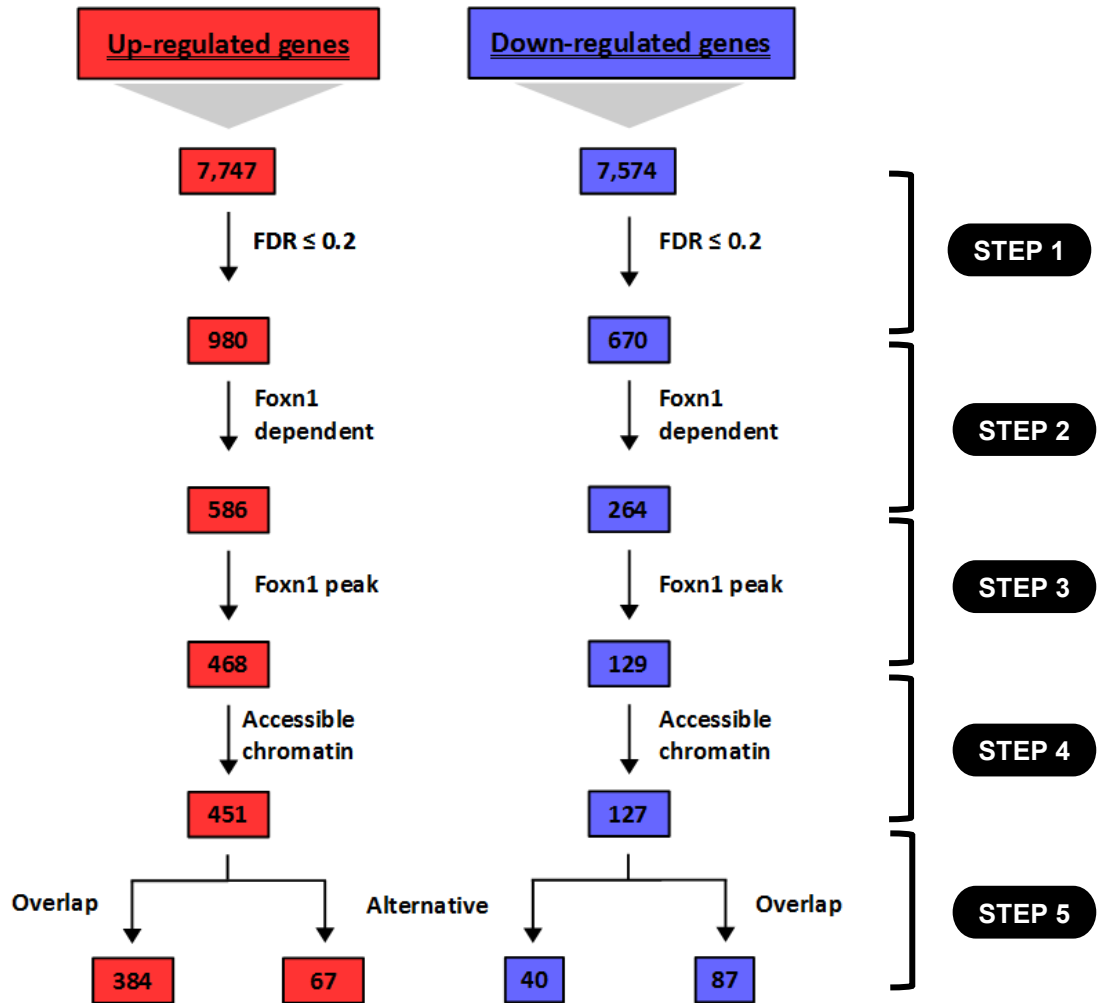 Up-regulated genes
Down-regulated genes
7,747
7,574
FDR ≤ 0.2
FDR ≤ 0.2
STEP 1
980
670
Foxn1
dependent
Foxn1
dependent
STEP 2
586
264
Foxn1 peak
Foxn1 peak
STEP 3
468
129
Accessible
chromatin
Accessible
chromatin
STEP 4
451
127
Overlap
Alternative
Overlap
STEP 5
384
67
40
87